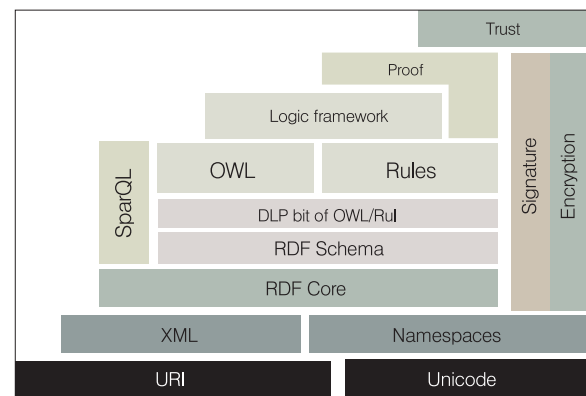 Trust
Proof
Logic framework
Signature
Encryption
SparQL
OWL
Rules
DLP bit of OWL/Rul
RDF Schema
RDF Core
XML
Namespaces
URI
Unicode